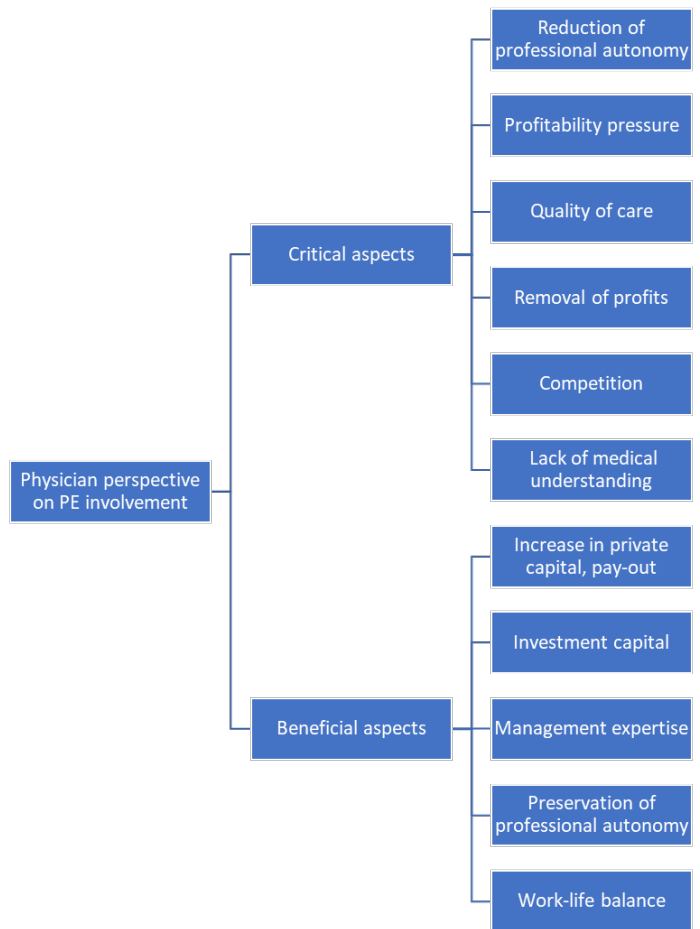 Reduction of
professional autonomy
Profitability pressure
Quality of care
Critical aspects
Removal of profits
Competition
Lack of medical
understanding
Physician perspective
on PE involvement
Increase in private
capital, pay-out
Investment capital
Beneficial aspects
Management expertise
Preservation of
professional autonomy
Work-life balance